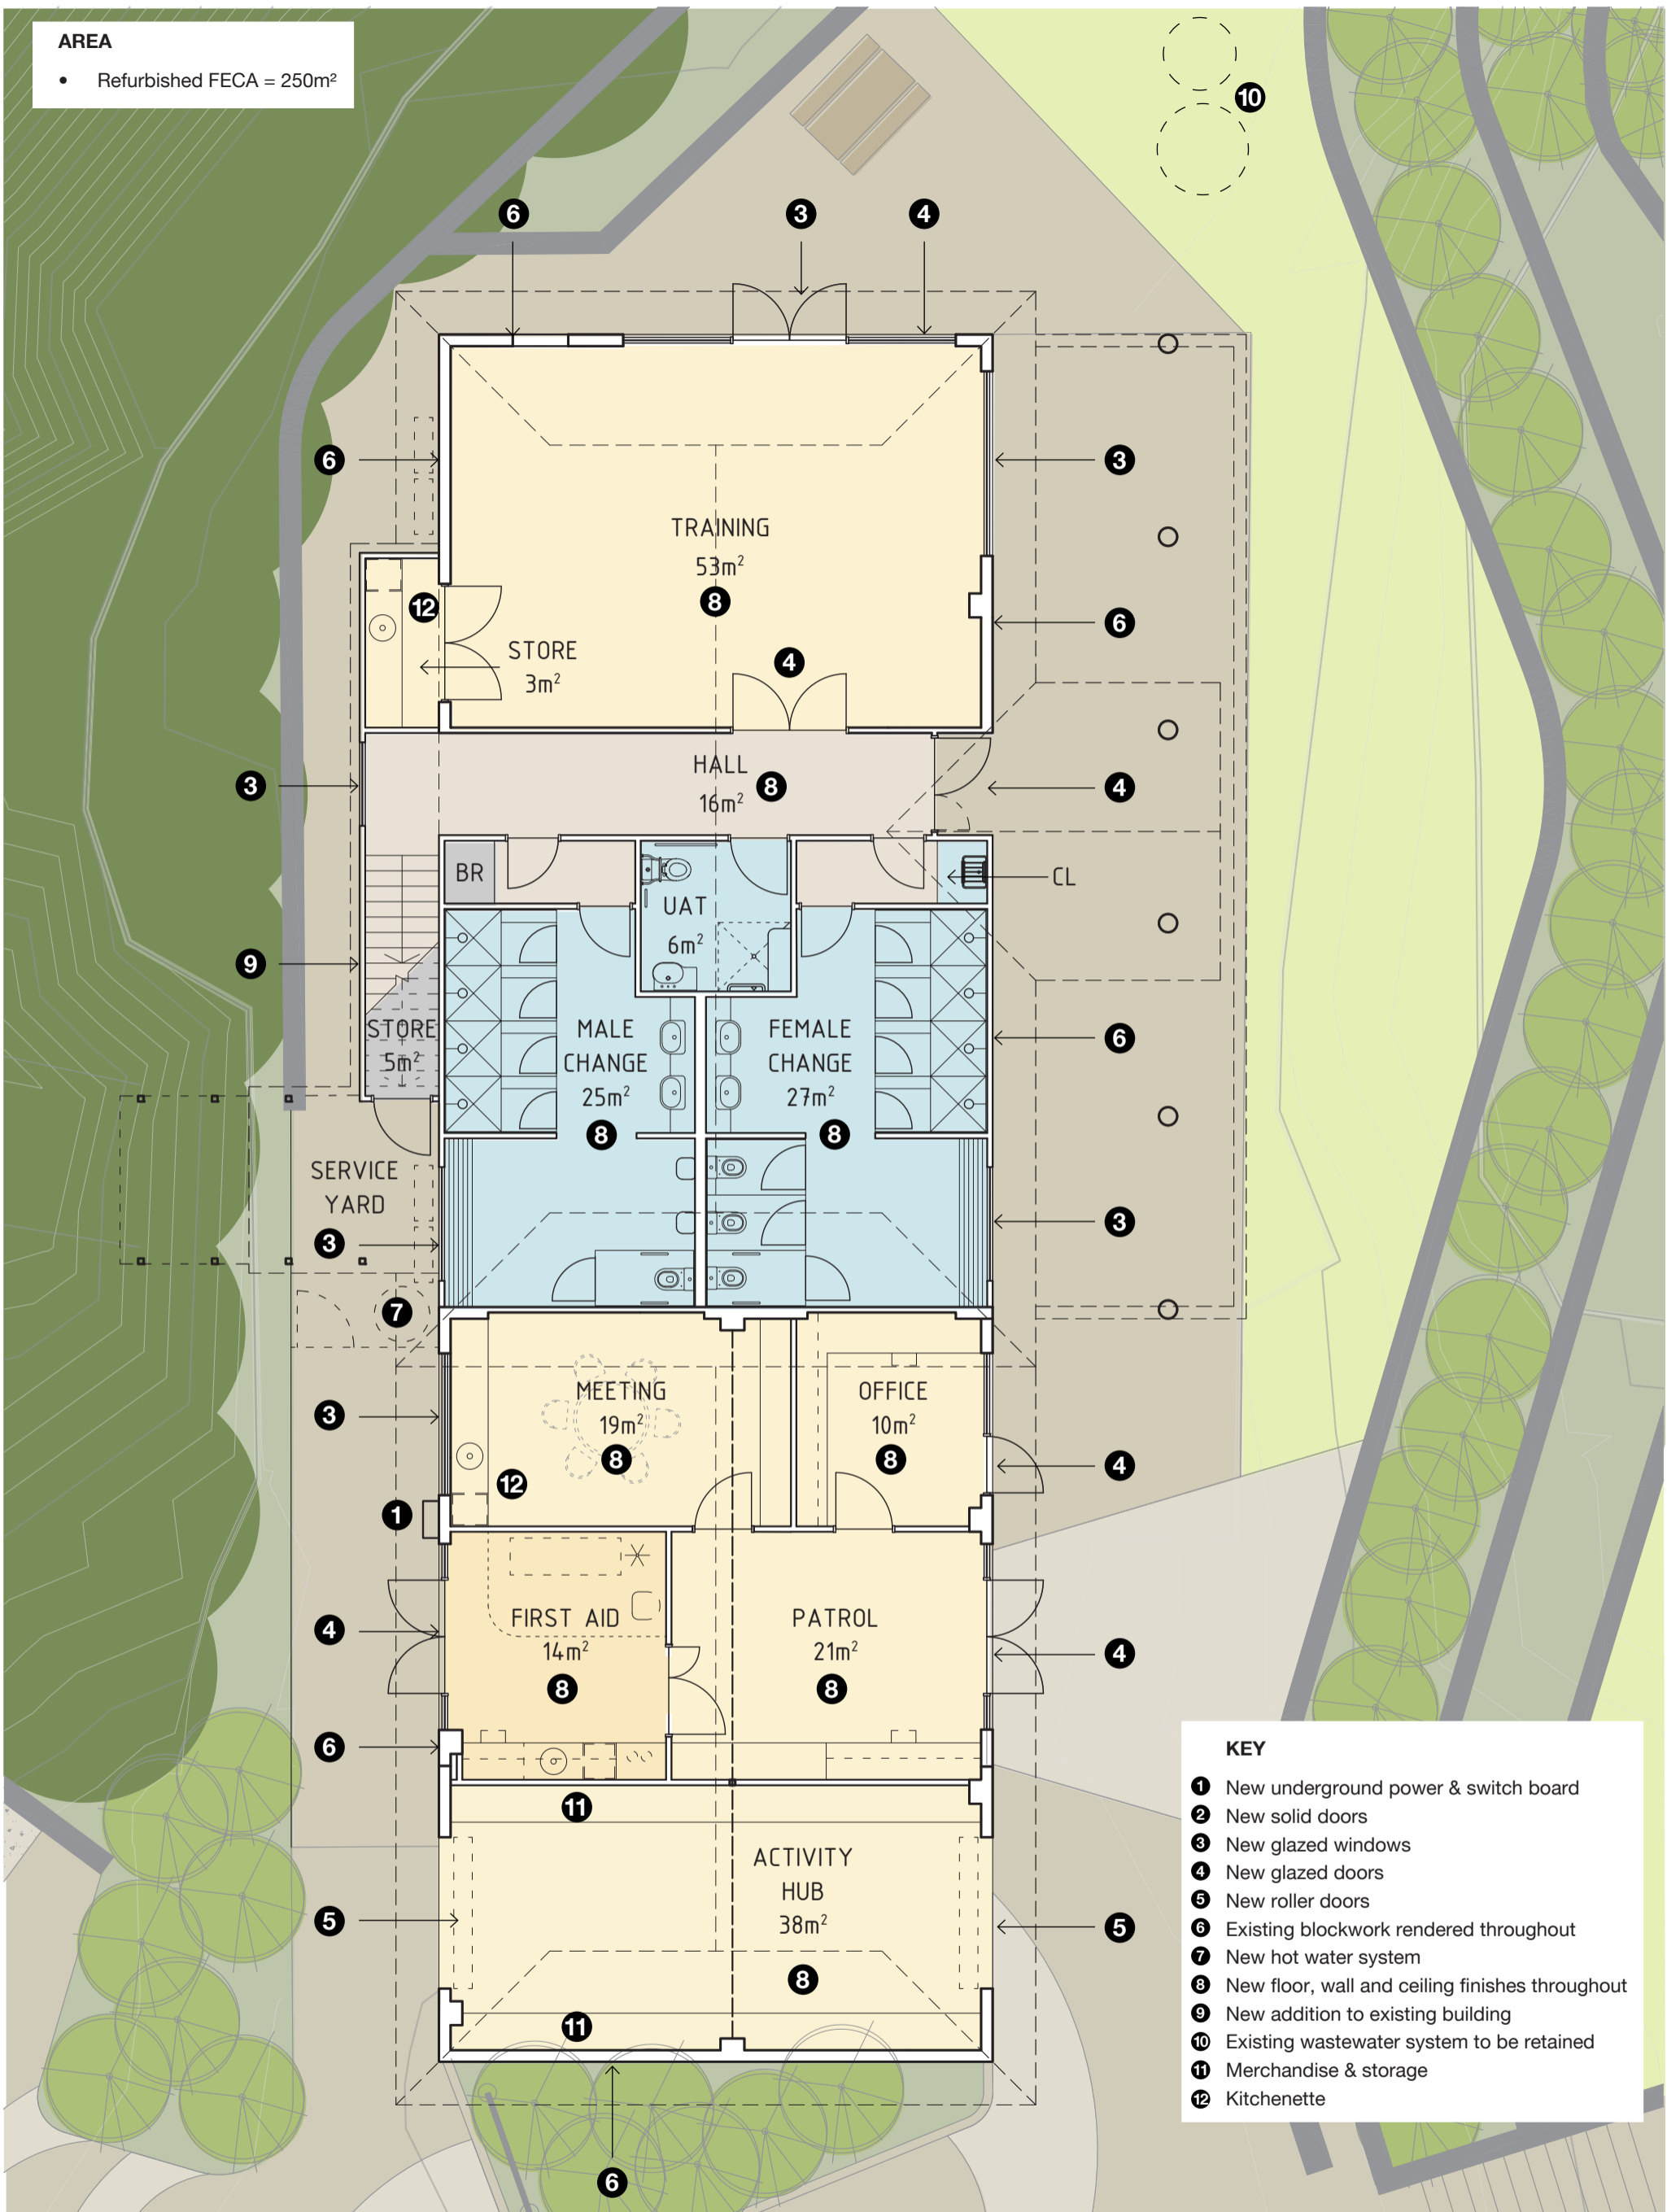 AREA
• Refurbished FECA = 250m²
10
6
3
4
6
3
TRAINING
53m²
8
12
6
STORE
3m²
4
HALL
16m²
8
3
4
BR
CL
UAT
6m²
9
STORE
5m²
MALE
CHANGE
25m²
8
FEMALE
CHANGE
27m²
8
6
SERVICE
YARD
3
3
7
MEETING
19m²
8
OFFICE
10m²
8
3
12
4
1
FIRST AID
14m²
8
PATROL
21m²
8
4
4
6
11
ACTIVITY
HUB
38m²
8
5
5
11
6
KEY
1 New underground power & switch board
2 New solid doors
3 New glazed windows
4 New glazed doors
5 New roller doors
6 Existing blockwork rendered throughout
7 New hot water system
8 New floor, wall and ceiling finishes throughout
9 New addition to existing building
10 Existing wastewater system to be retained
11 Merchandise & storage
12 Kitchenette